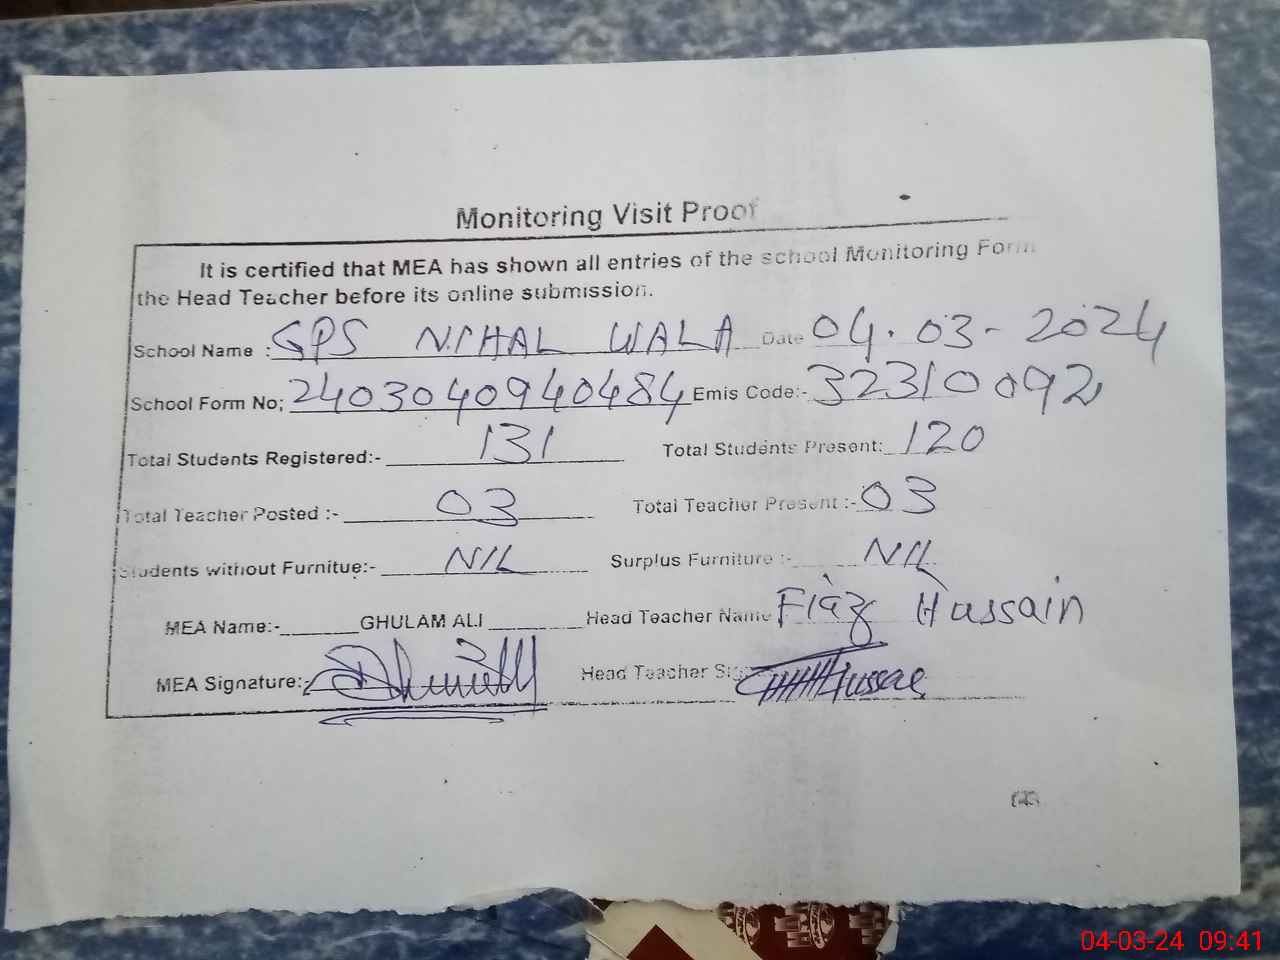 Monitoring Visit Proof
It is certified that MEA has shown all entries of the school Monitoring Form
the Head Teacher before its online submission.
School Name : GPS NIHAL WALA Date 04.03-2024
School Form No; 2403040940484 Emis Code:- 32310092
Total Students Registered:- 131 Total Students Present: 120
Total Teacher Posted :- 03 Total Teacher Present :- 03
Students without Furnitue:- NIL Surplus Furniture :- NIL
MEA Name:- GHULAM ALI Head Teacher Name Fiaz Hussain
MEA Signature: Head Teacher Sig
04-03-24 09:41